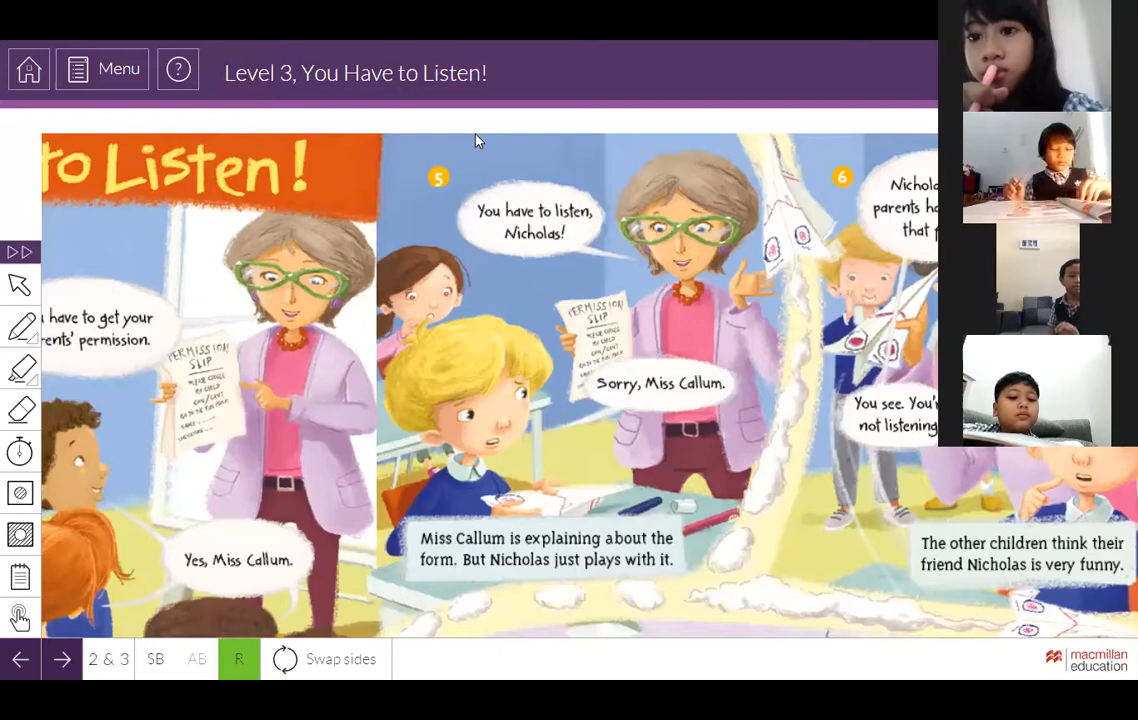 Menu
?
Level 3, You Have to Listen!
to Listen!
have to get your
ents' permission.
PERMISSION
SLIP
Yes, Miss Callum.
5
You have to listen,
Nicholas!
PERMISSION
SLIP
Sorry, Miss Callum.
Miss Callum is explaining about the
form. But Nicholas just plays with it.
6
parents
that
You see.
not listening
The other children think their
friend Nicholas is very funny.
2 & 3
SB
AB
R
Swap sides
macmillan
education